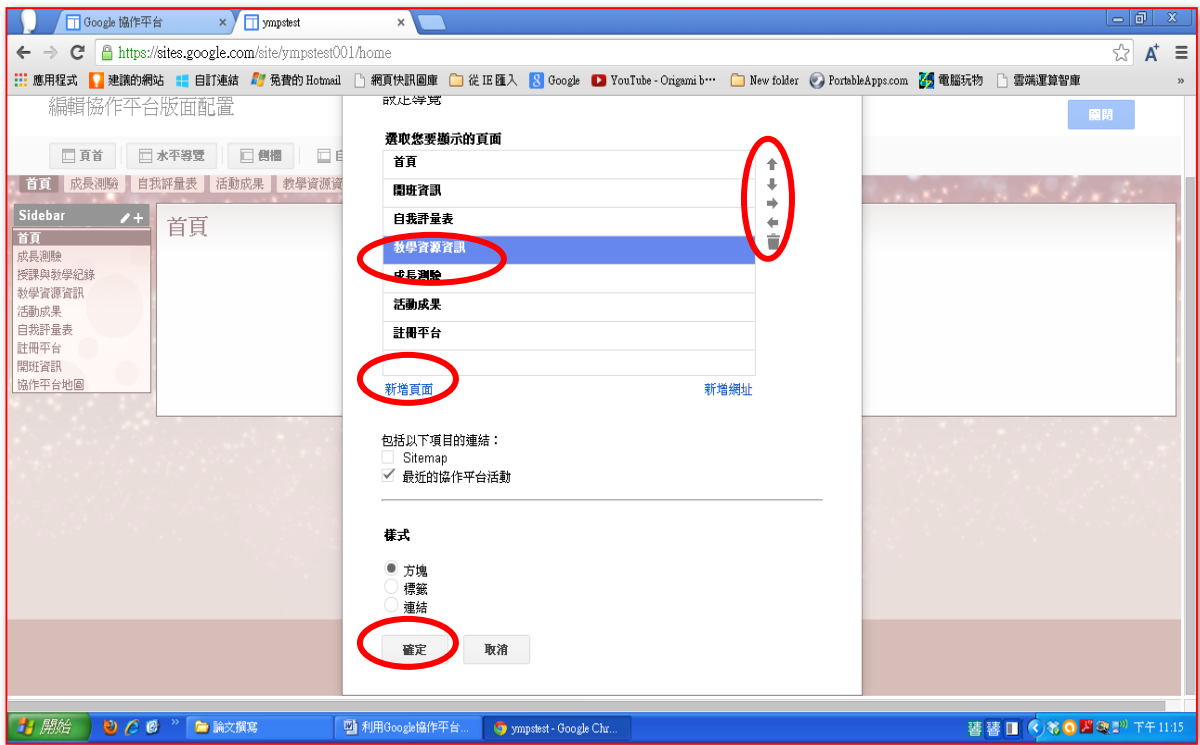 Google 協作平台 × ympstest ×
https://sites.google.com/site/ympstest001/home
應用程式 建議的網站 自訂連結 免費的 Hotmail 網頁快訊圖庫 從 IE 匯入 Google YouTube - Origami b··· New folder PortableApps.com 電腦玩物 雲端運算智庫 »
編輯協作平台版面配置
關閉
頁首 水平導覽 側欄
首頁 成長測驗 自我評量表 活動成果 教學資源資
Sidebar
首頁
成長測驗
授課與教學紀錄
教學資源資訊
活動成果
自我評量表
註冊平台
開班資訊
協作平台地圖
首頁
設定導覽
選取您要顯示的頁面
首頁
開班資訊
自我評量表
教學資源資訊
成長測驗
活動成果
註冊平台
新增頁面 新增網址
包括以下項目的連結：
Sitemap
最近的協作平台活動
樣式
方塊
標籤
連結
確定 取消
開始 » 論文撰寫 利用Google協作平台... ympstest - Google Chr... 下午 11:15